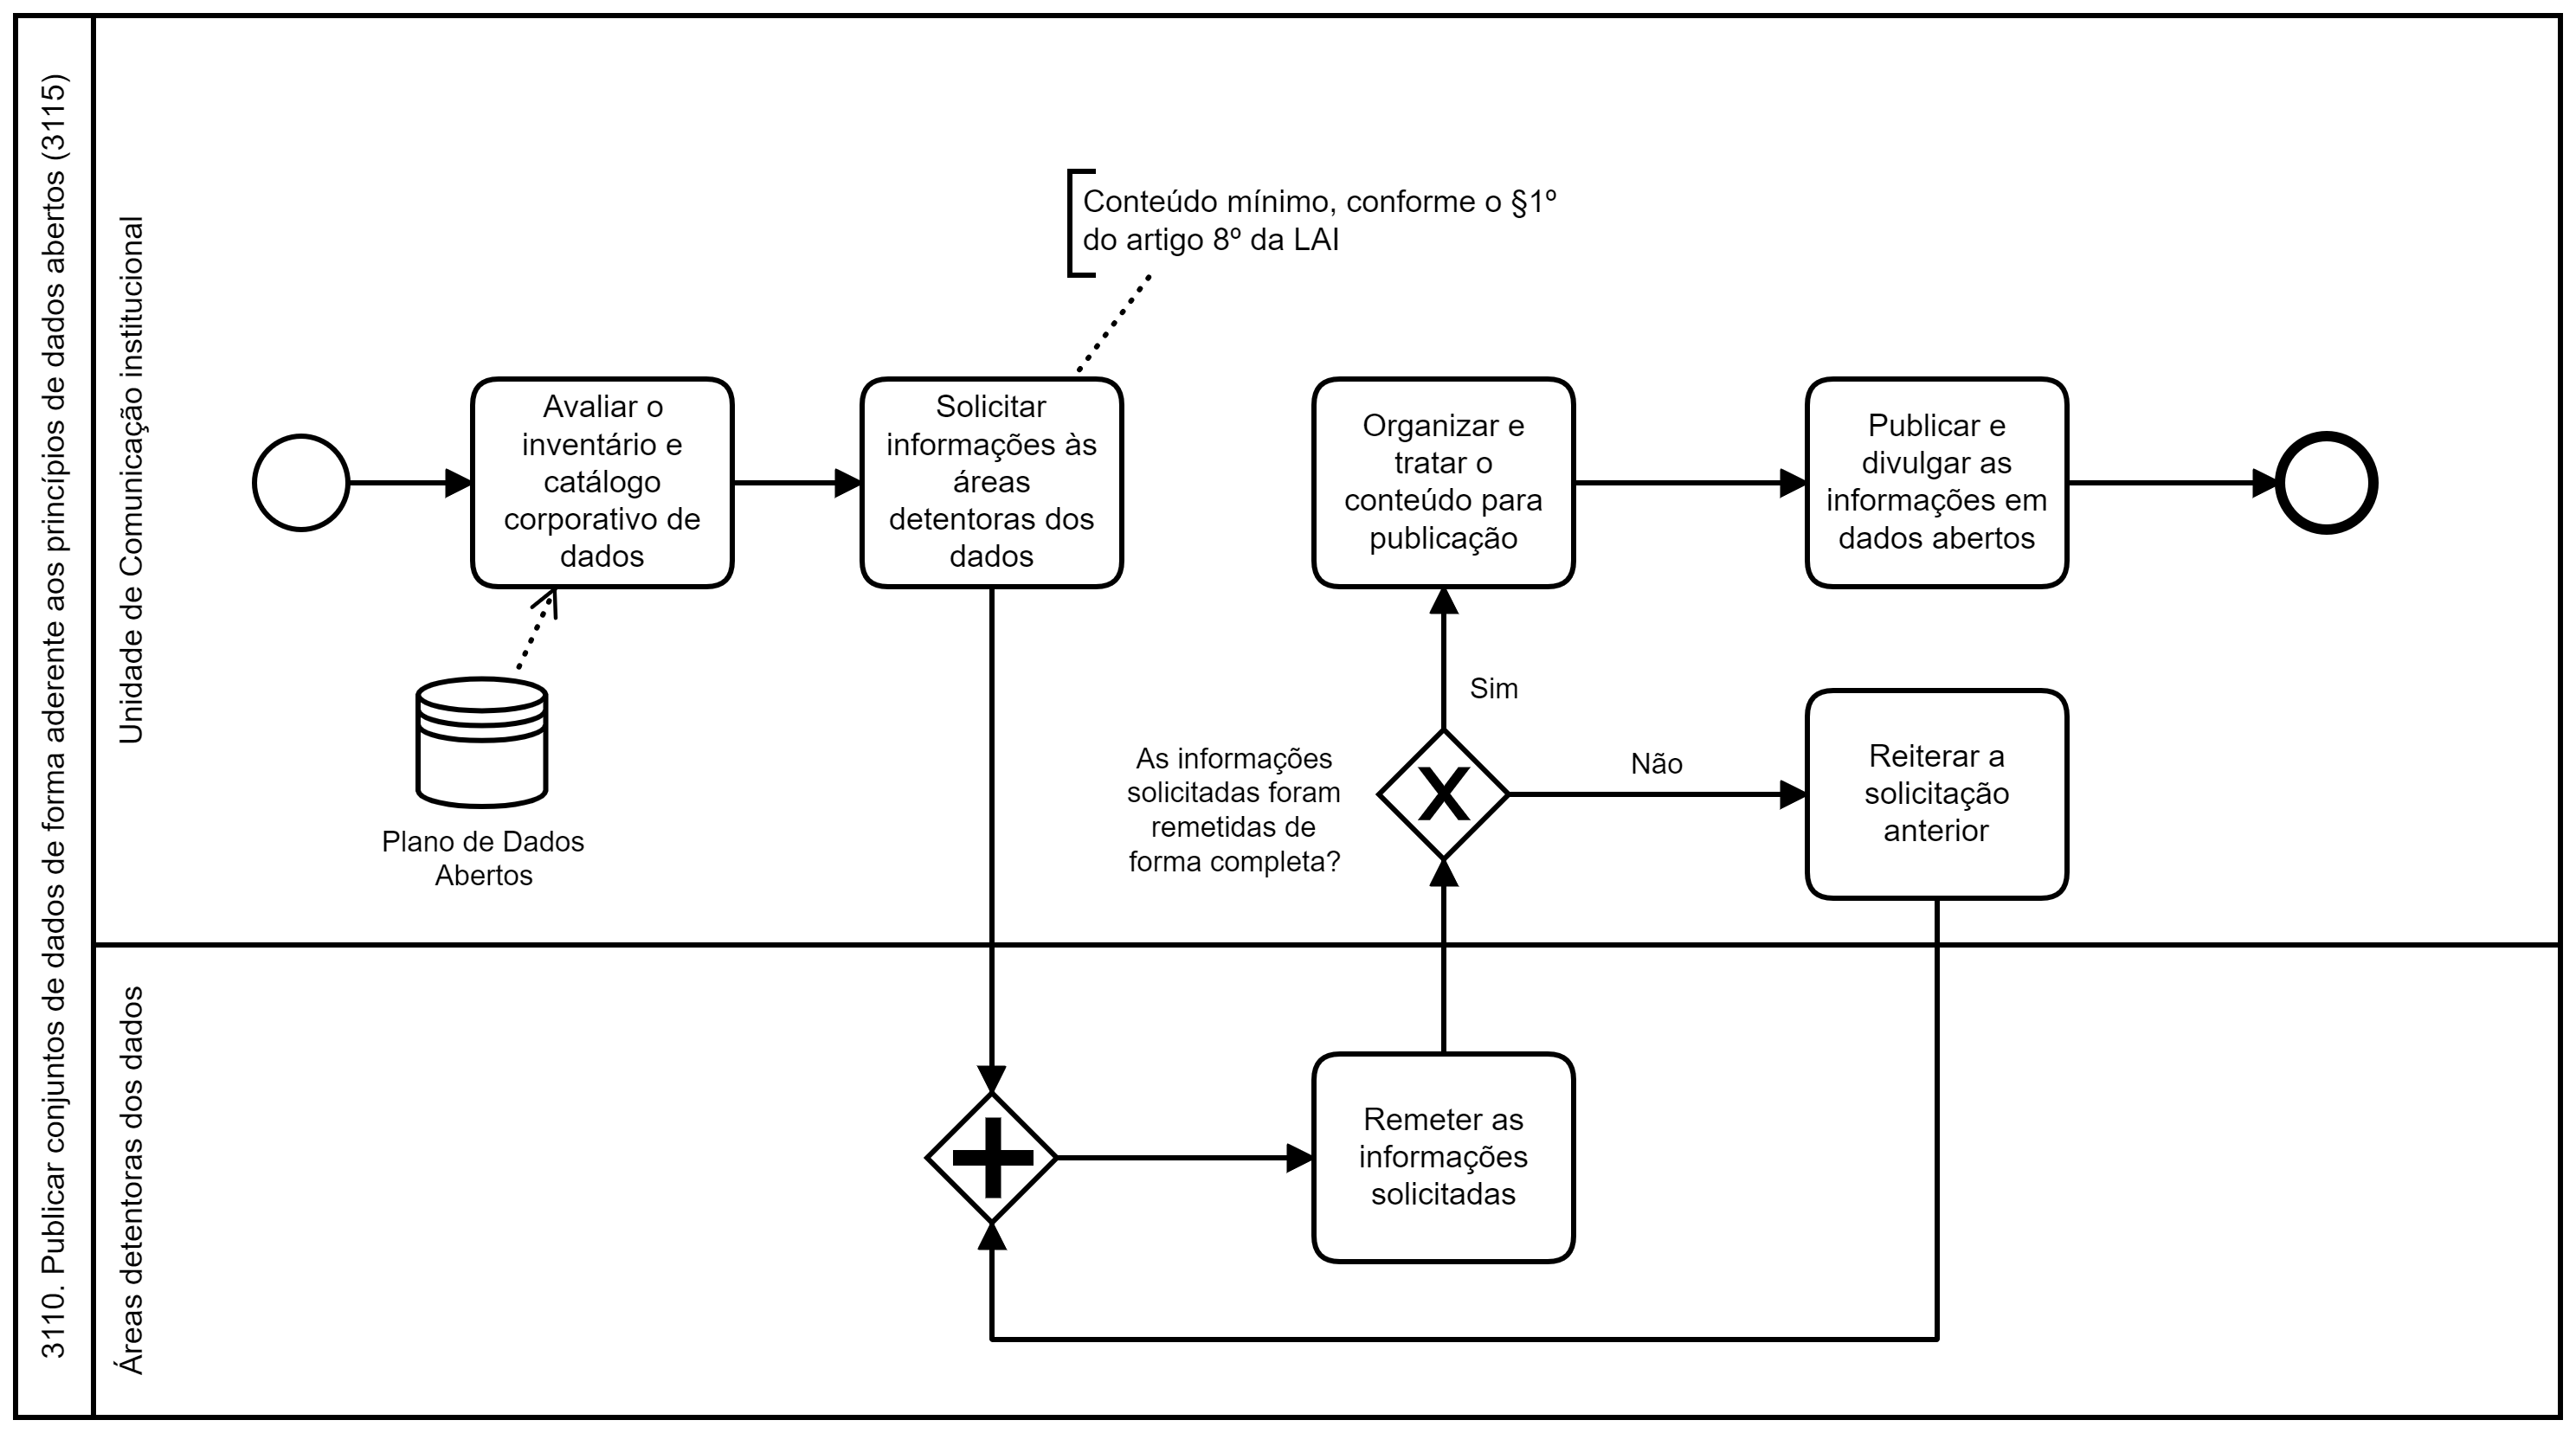 3110. Publicar conjuntos de dados de forma aderente aos princípios de dados abertos (3115)
Unidade de Comunicação institucional
Conteúdo mínimo, conforme o §1º
do artigo 8º da LAI
Avaliar o
inventário e
catálogo
corporativo de
dados
Solicitar
informações às
áreas
detentoras dos
dados
Organizar e
tratar o
conteúdo para
publicação
Publicar e
divulgar as
informações em
dados abertos
Plano de Dados
Abertos
As informações
solicitadas foram
remetidas de
forma completa?
Sim
Não
Reiterar a
solicitação
anterior
Áreas detentoras dos dados
Remeter as
informações
solicitadas